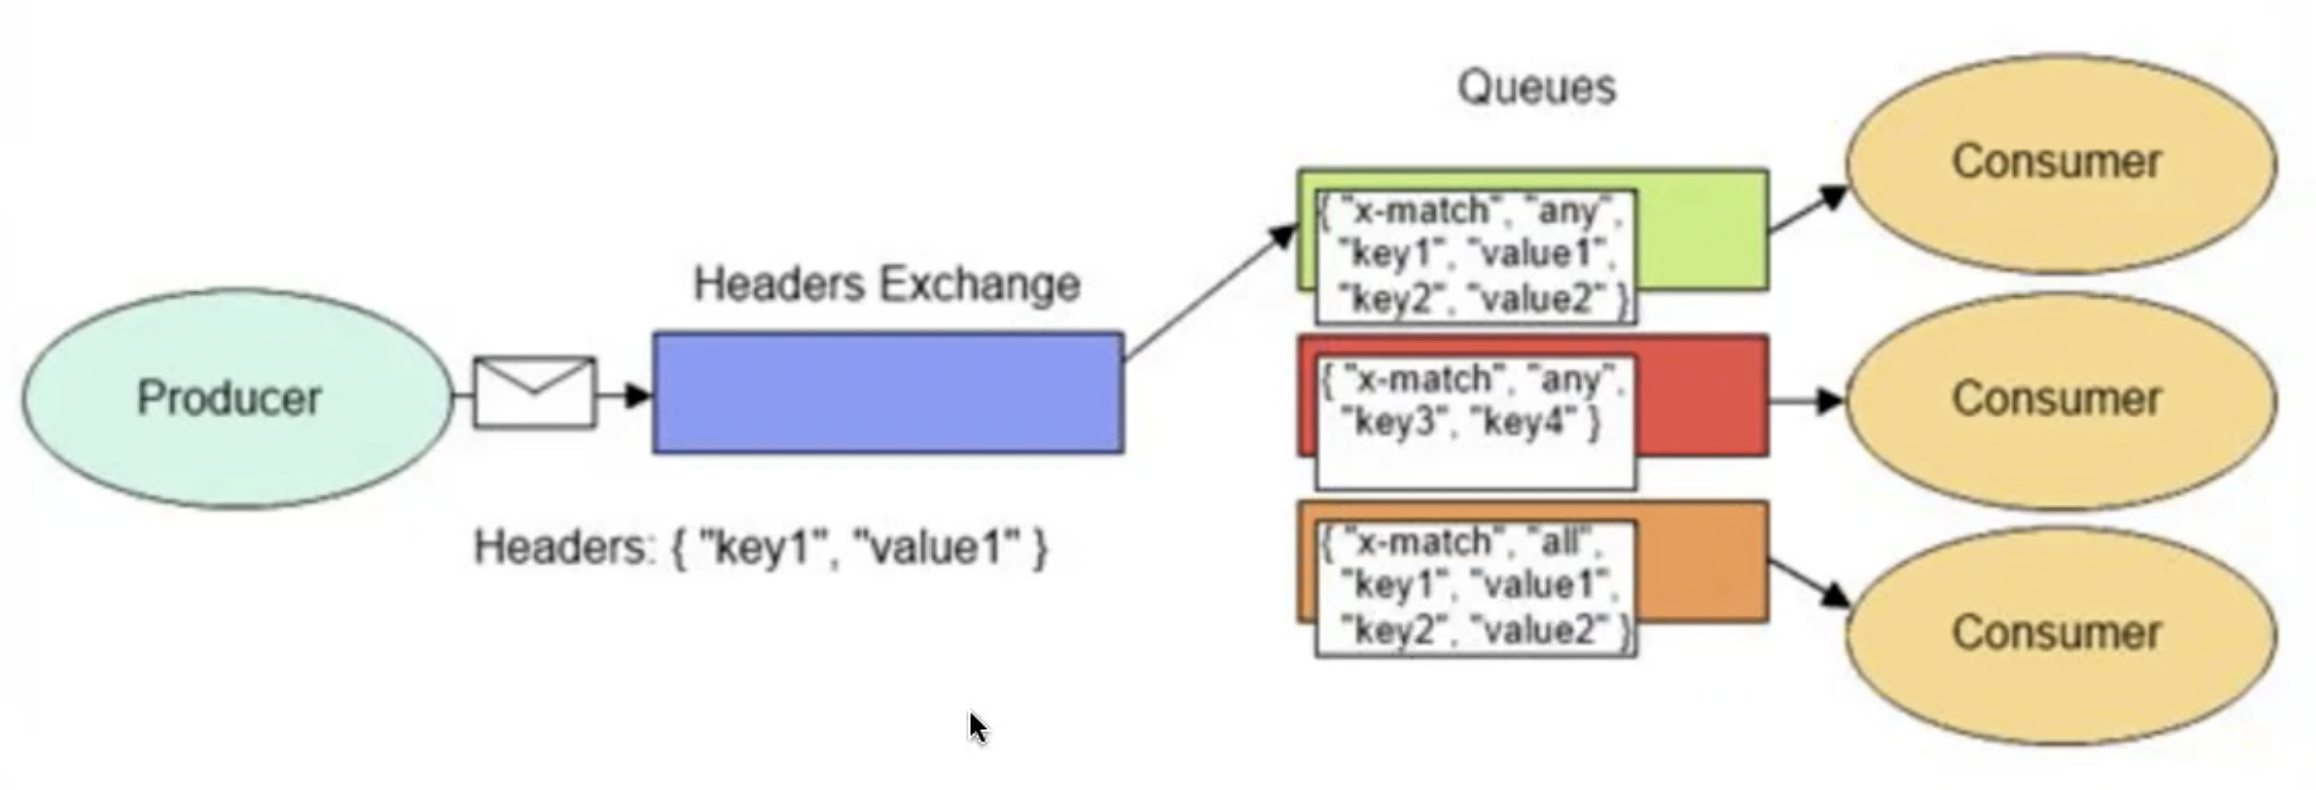 Queues
Consumer
{ "x-match", "any",
"key1", "value1",
"key2", "value2" }
Headers Exchange
Producer
{ "x-match", "any",
"key3", "key4" }
Consumer
Headers: { "key1", "value1" }
{ "x-match", "all",
"key1", "value1",
"key2", "value2" }
Consumer